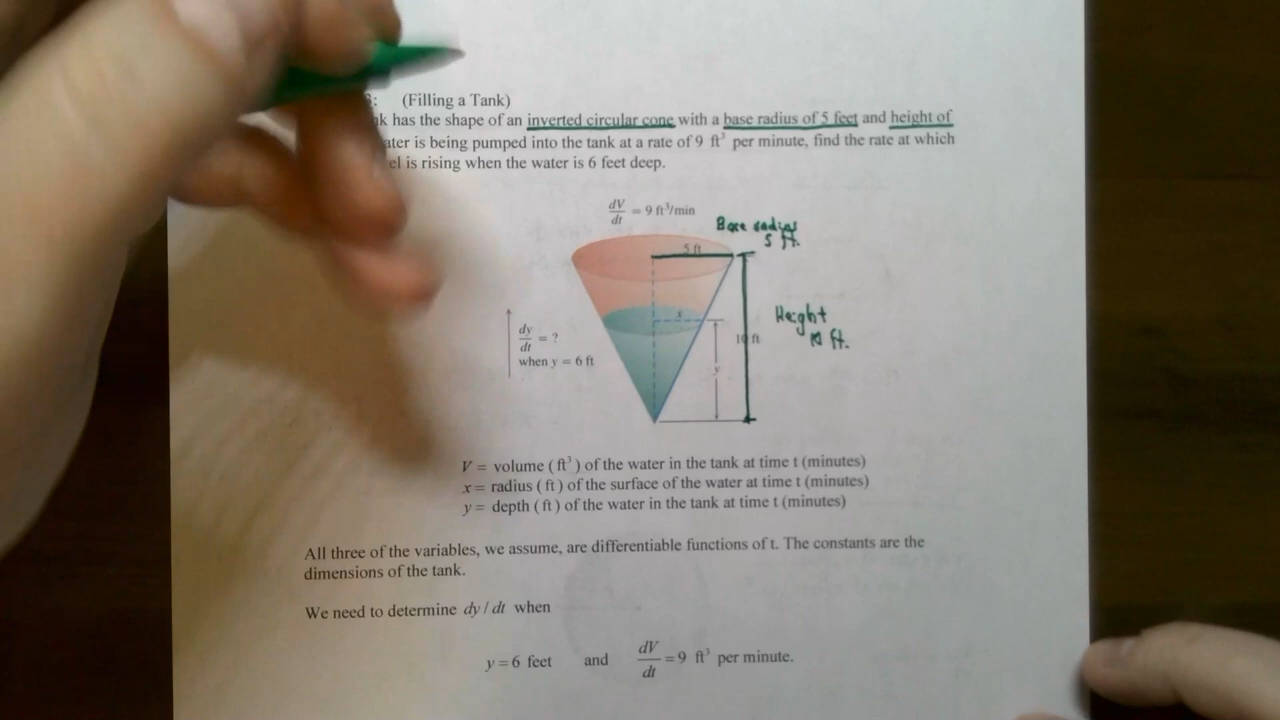 (Filling a Tank)
has the shape of an inverted circular cone with a base radius of 5 feet and height of
is being pumped into the tank at a rate of 9 ft³ per minute, find the rate at which
is rising when the water is 6 feet deep.
dV/dt = 9 ft³/min
Base radius
5 ft.
5 ft
x
Height
10 ft.
dy/dt = ?
when y = 6 ft
10 ft
y
V = volume ( ft³ ) of the water in the tank at time t (minutes)
x = radius ( ft ) of the surface of the water at time t (minutes)
y = depth ( ft ) of the water in the tank at time t (minutes)
All three of the variables, we assume, are differentiable functions of t. The constants are the
dimensions of the tank.
We need to determine dy / dt when
y = 6 feet and dV/dt = 9 ft³ per minute.